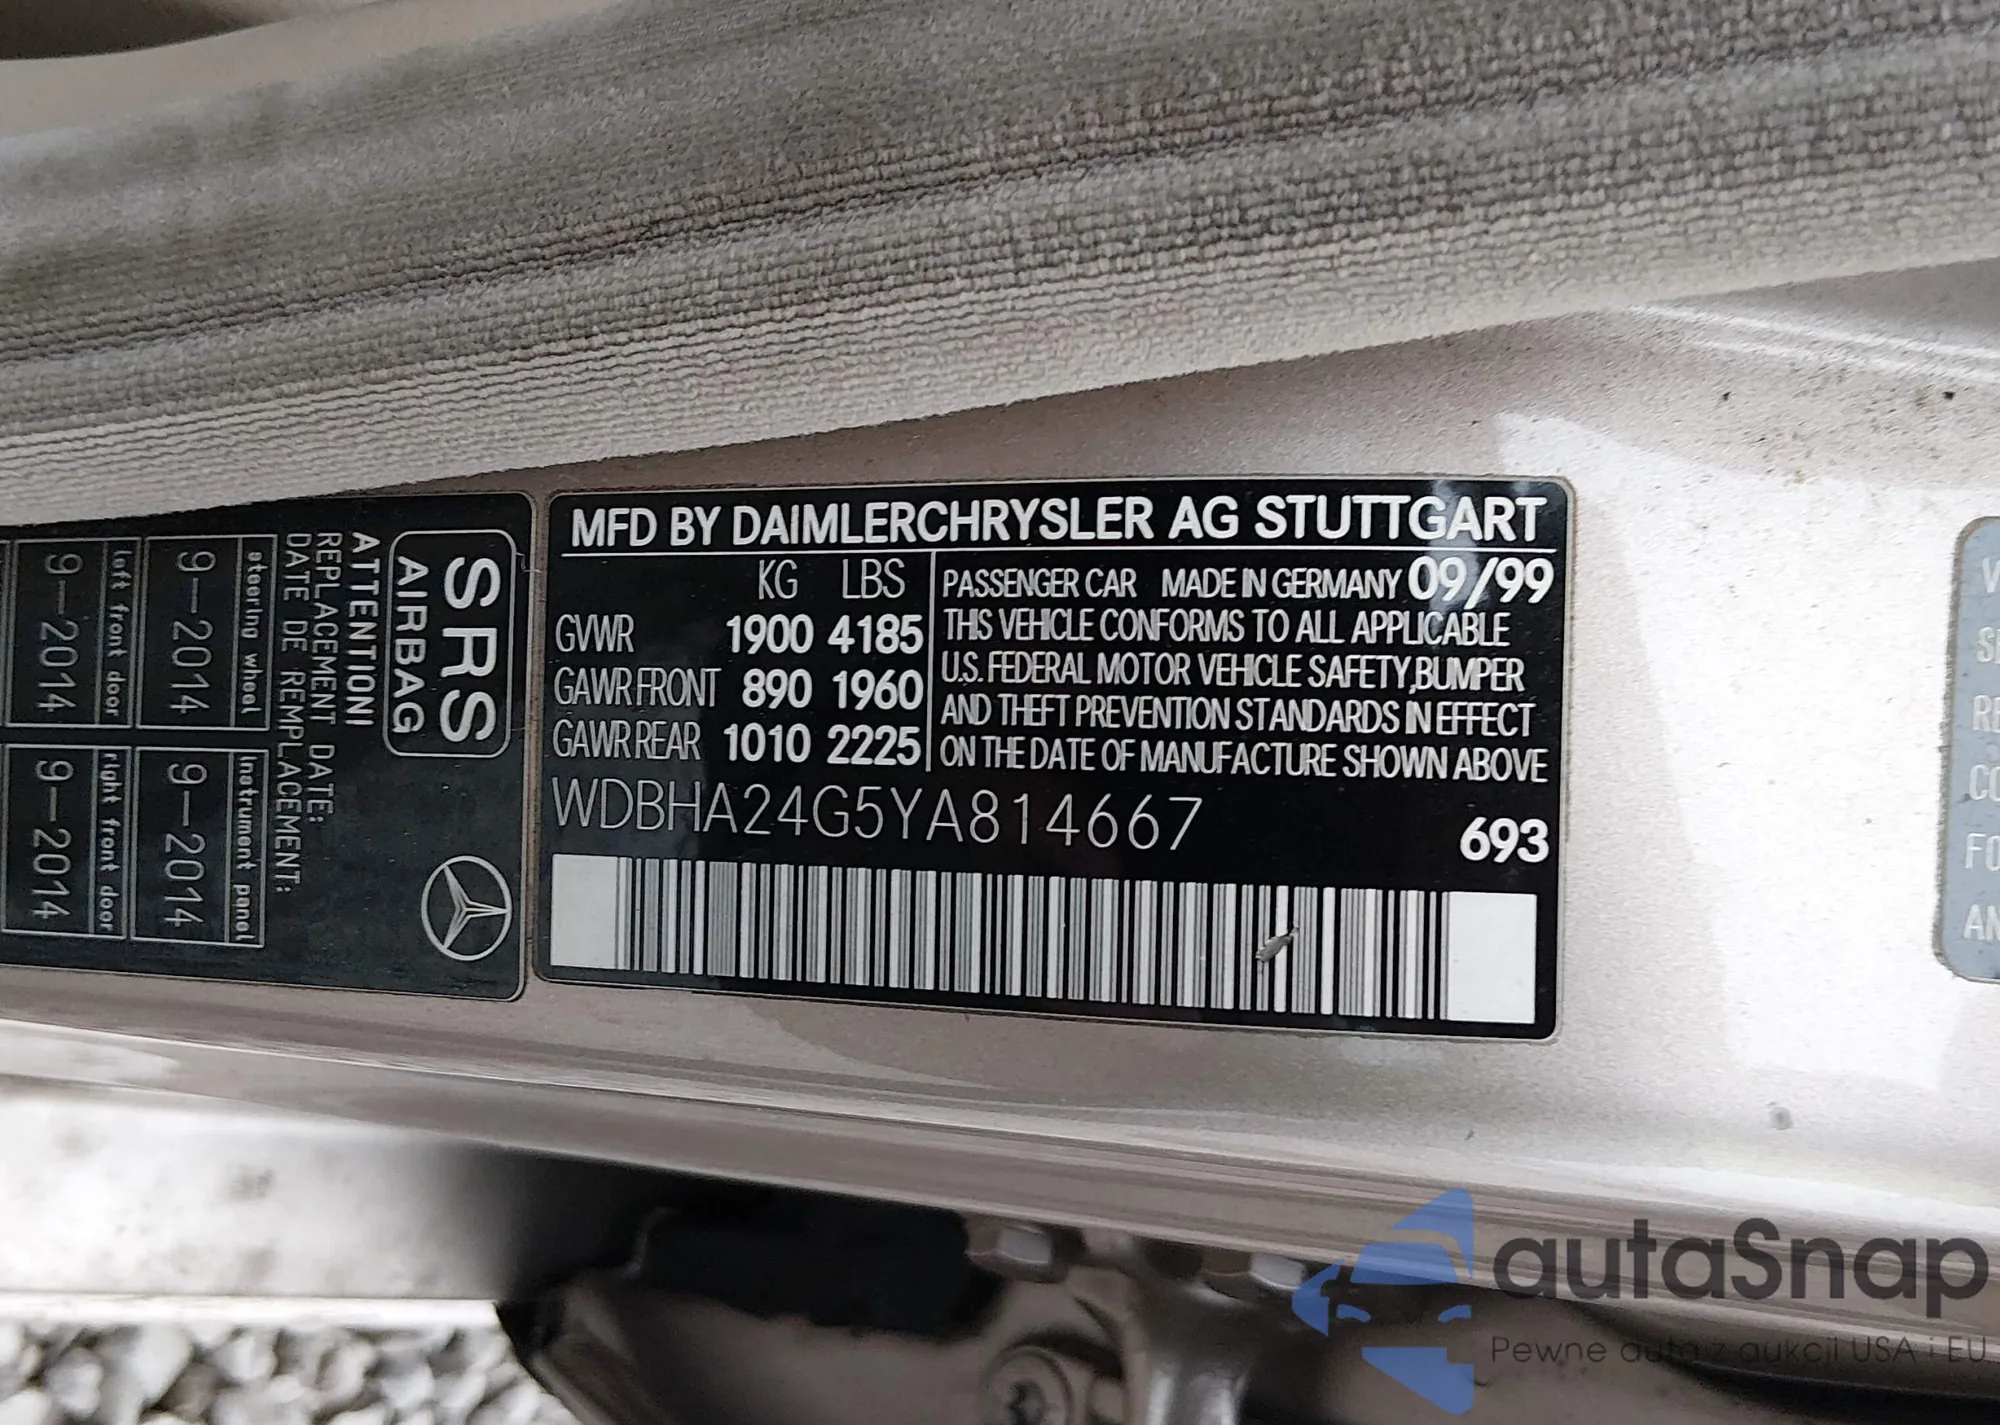 MFD BY DAIMLERCHRYSLER AG STUTTGART
KG LBS
GVWR 1900 4185
GAWR FRONT 890 1960
GAWR REAR 1010 2225
PASSENGER CAR MADE IN GERMANY 09/99
THIS VEHICLE CONFORMS TO ALL APPLICABLE
U.S. FEDERAL MOTOR VEHICLE SAFETY,BUMPER
AND THEFT PREVENTION STANDARDS IN EFFECT
ON THE DATE OF MANUFACTURE SHOWN ABOVE
WDBHA24G5YA814667
693
SRS
AIRBAG
ATTENTION!
REPLACEMENT DATE:
DATE DE REMPLACEMENT:
steering wheel
9–2014
instrument panel
9–2014
left front door
9–2014
right front door
9–2014
autaSnap
Pewne auta z aukcji USA i EU